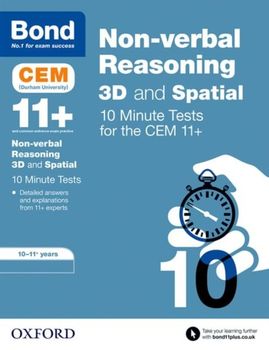 Bond
No.1 for exam success
CEM
(Durham University)
11+
and common entrance exam practice
Non-verbal
Reasoning
3D and Spatial
10 Minute Tests
• Detailed answers
and explanations
from 11+ experts
10–11+ years
Non-verbal
Reasoning
3D and Spatial
10 Minute Tests
for the CEM 11+
10
OXFORD
Take your learning further
with bond11plus.co.uk